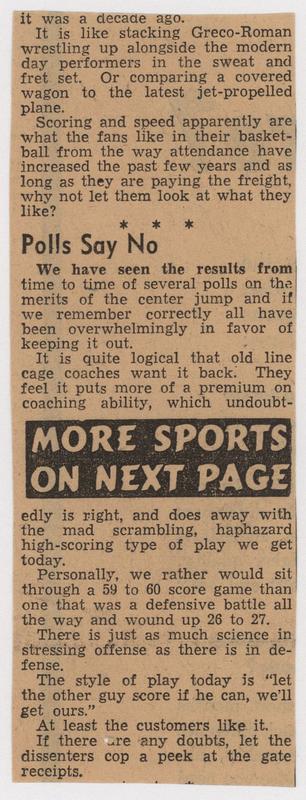 it was a decade ago.
It is like stacking Greco-Roman
wrestling up alongside the modern
day performers in the sweat and
fret set. Or comparing a covered
wagon to the latest jet-propelled
plane.
Scoring and speed apparently are
what the fans like in their basket-
ball from the way attendance have
increased the past few years and as
long as they are paying the freight,
why not let them look at what they
like?
* * *
Polls Say No
We have seen the results from
time to time of several polls on the
merits of the center jump and if
we remember correctly all have
been overwhelmingly in favor of
keeping it out.
It is quite logical that old line
cage coaches want it back. They
feel it puts more of a premium on
coaching ability, which undoubt-
MORE SPORTS
ON NEXT PAGE
edly is right, and does away with
the mad scrambling, haphazard
high-scoring type of play we get
today.
Personally, we rather would sit
through a 59 to 60 score game than
one that was a defensive battle all
the way and wound up 26 to 27.
There is just as much science in
stressing offense as there is in de-
fense.
The style of play today is "let
the other guy score if he can, we'll
get ours."
At least the customers like it.
If there are any doubts, let the
dissenters cop a peek at the gate
receipts.